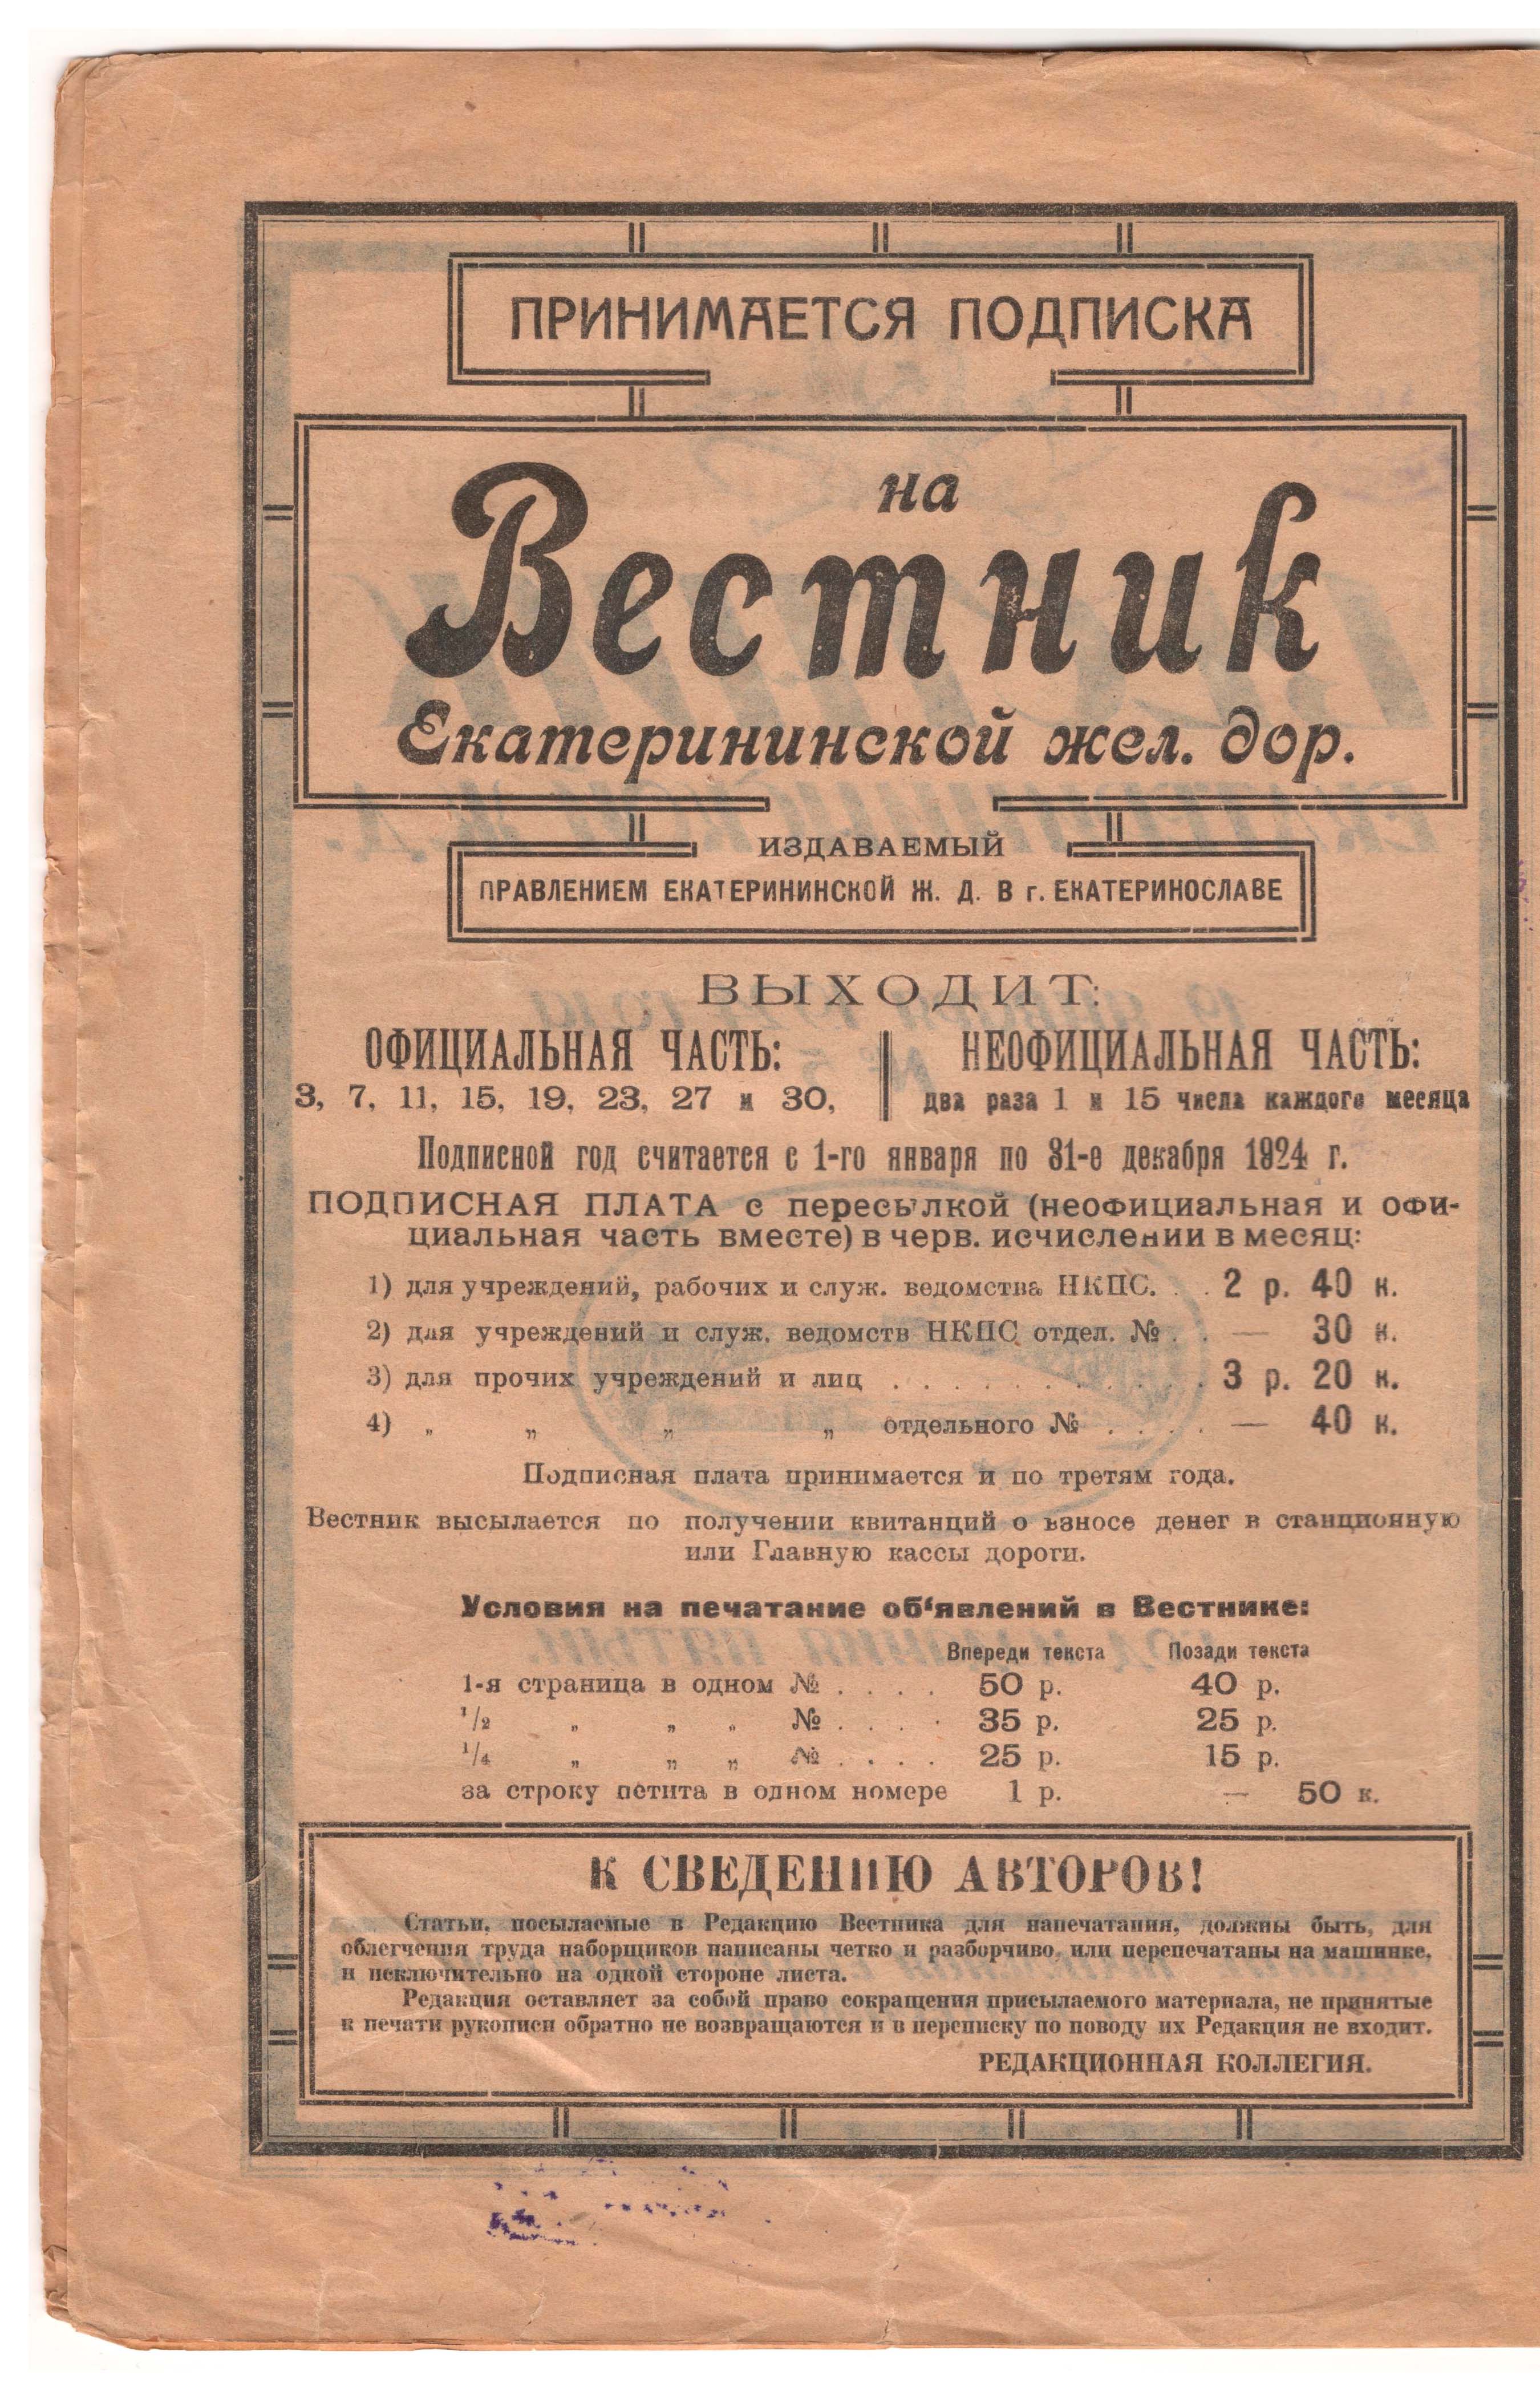 ПРИНИМАЕТСЯ ПОДПИСКА
на
Вестник
Екатерининской жел. дор.
ИЗДАВАЕМЫЙ
ПРАВЛЕНИЕМ ЕКАТЕРИНИНСКОЙ Ж. Д. В г. ЕКАТЕРИНОСЛАВЕ
ВЫХОДИТ:
ОФИЦИАЛЬНАЯ ЧАСТЬ:
3, 7, 11, 15, 19, 23, 27 и 30,
НЕОФИЦИАЛЬНАЯ ЧАСТЬ:
два раза 1 и 15 числа каждого месяца
Подписной год считается с 1-го января по 31-е декабря 1924 г.
ПОДПИСНАЯ ПЛАТА с пересылкой (неофициальная и офи-
циальная часть вместе) в черв. исчислении в месяц:
1) для учреждений, рабочих и служ. ведомства НКПС. . . 2 р. 40 к.
2) для учреждений и служ. ведомств НКПС отдел. № . . — 30 к.
3) для прочих учреждений и лиц . . . . . . . . . . . 3 р. 20 к.
4) „ „ „ „ отдельного № . . . . — 40 к.
Подписная плата принимается и по третям года.
Вестник высылается по получении квитанций о взносе денег в станционную
или Главную кассы дороги.
Условия на печатание об‘явлений в Вестнике:
Впереди текста Позади текста
1-я страница в одном № . . . . 50 р. 40 р.
1/2 „ „ „ № . . . . 35 р. 25 р.
1/4 „ „ „ № . . . . 25 р. 15 р.
за строку петита в одном номере 1 р. — 50 к.
К СВЕДЕНИЮ АВТОРОВ!
Статьи, посылаемые в Редакцию Вестника для напечатания, должны быть, для
облегчения труда наборщиков написаны четко и разборчиво, или перепечатаны на машинке,
и исключительно на одной стороне листа.
Редакция оставляет за собой право сокращения присылаемого материала, не принятые
к печати рукописи обратно не возвращаются и в переписку по поводу их Редакция не входит.
РЕДАКЦИОННАЯ КОЛЛЕГИЯ.